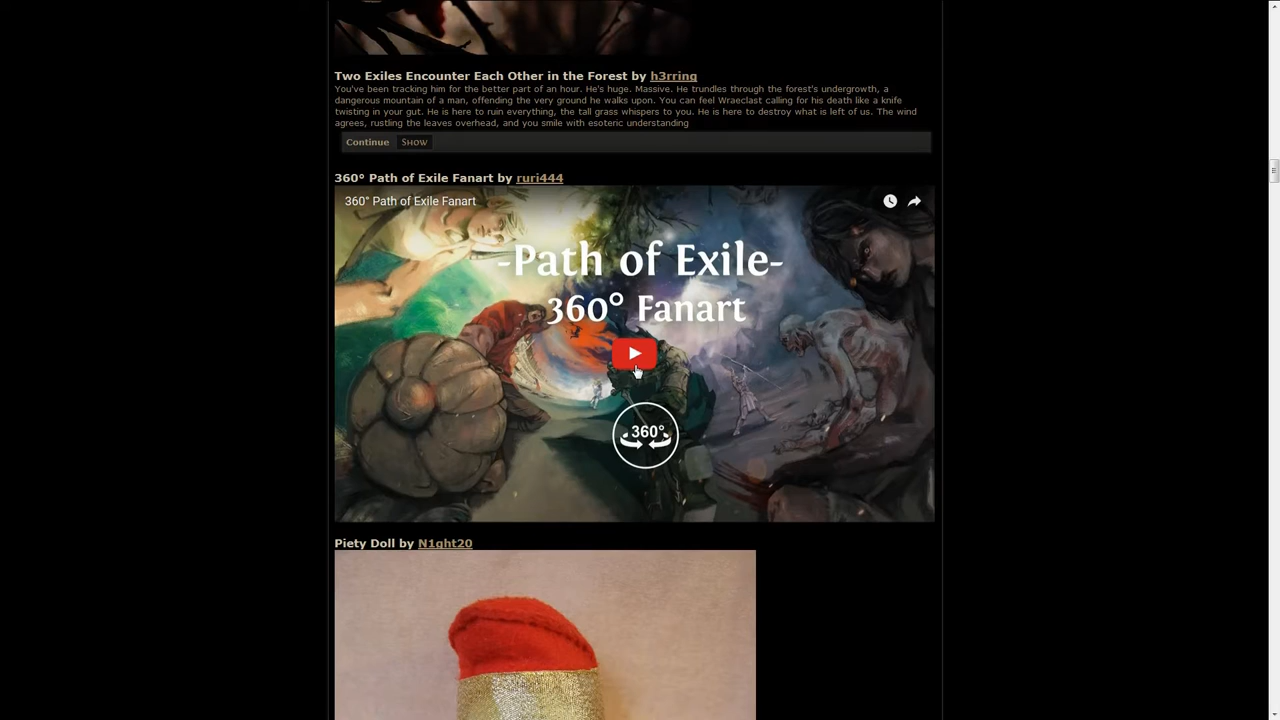 Two Exiles Encounter Each Other in the Forest by h3rring
You've been tracking him for the better part of an hour. He's huge. Massive. He trundles through the forest's undergrowth, a
dangerous mountain of a man, offending the very ground he walks upon. You can feel Wraeclast calling for his death like a knife
twisting in your gut. He is here to ruin everything, the tall grass whispers to you. He is here to destroy what is left of us. The wind
agrees, rustling the leaves overhead, and you smile with esoteric understanding
Continue Show
360° Path of Exile Fanart by ruri444
360° Path of Exile Fanart
-Path of Exile-
360° Fanart
360°
Piety Doll by N1ght20